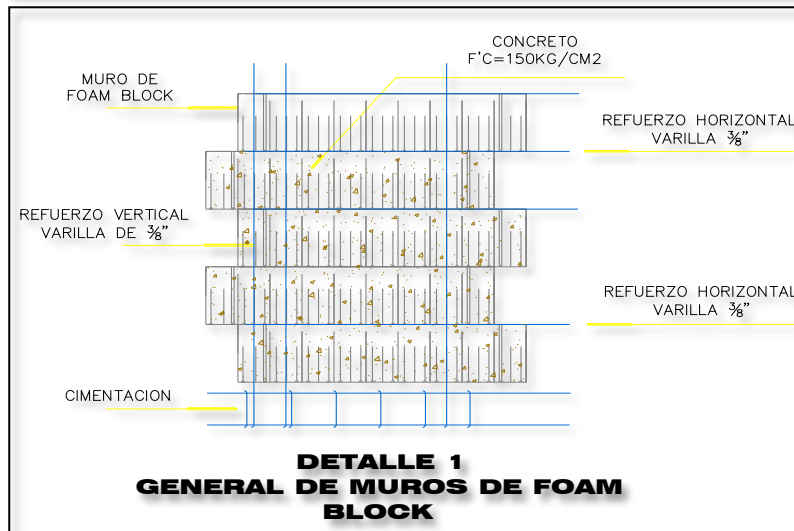 CONCRETO
F'C=150KG/CM2
MURO DE
FOAM BLOCK
REFUERZO HORIZONTAL
VARILLA ⅜"
REFUERZO VERTICAL
VARILLA DE ⅜"
REFUERZO HORIZONTAL
VARILLA ⅜"
CIMENTACION
DETALLE 1
GENERAL DE MUROS DE FOAM
BLOCK